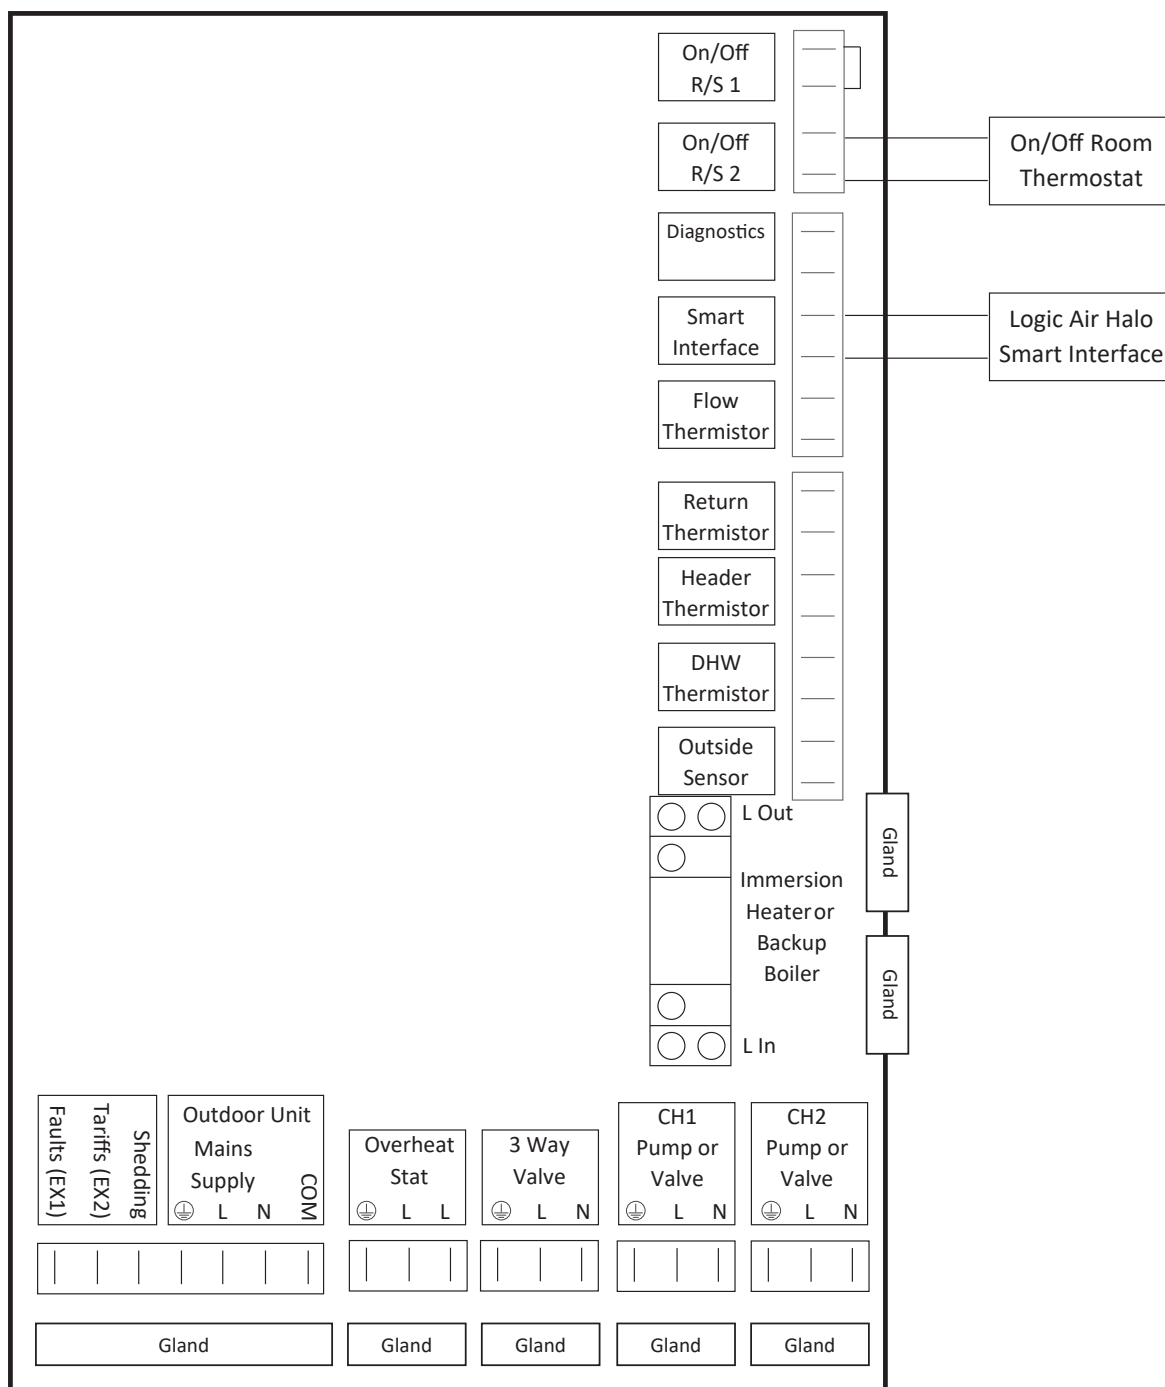 On/Off
R/S 1
On/Off
R/S 2
On/Off Room
Thermostat
Diagnostics
Smart
Interface
Logic Air Halo
Smart Interface
Flow
Thermistor
Return
Thermistor
Header
Thermistor
DHW
Thermistor
Outside
Sensor
L Out
Immersion
Heater or
Backup
Boiler
L In
Gland
Gland
Faults (EX1)
Tariffs (EX2)
Shedding
Outdoor Unit
Mains
Supply
L N
COM
Overheat
Stat
L L
3 Way
Valve
L N
CH1
Pump or
Valve
L N
CH2
Pump or
Valve
L N
Gland
Gland
Gland
Gland
Gland